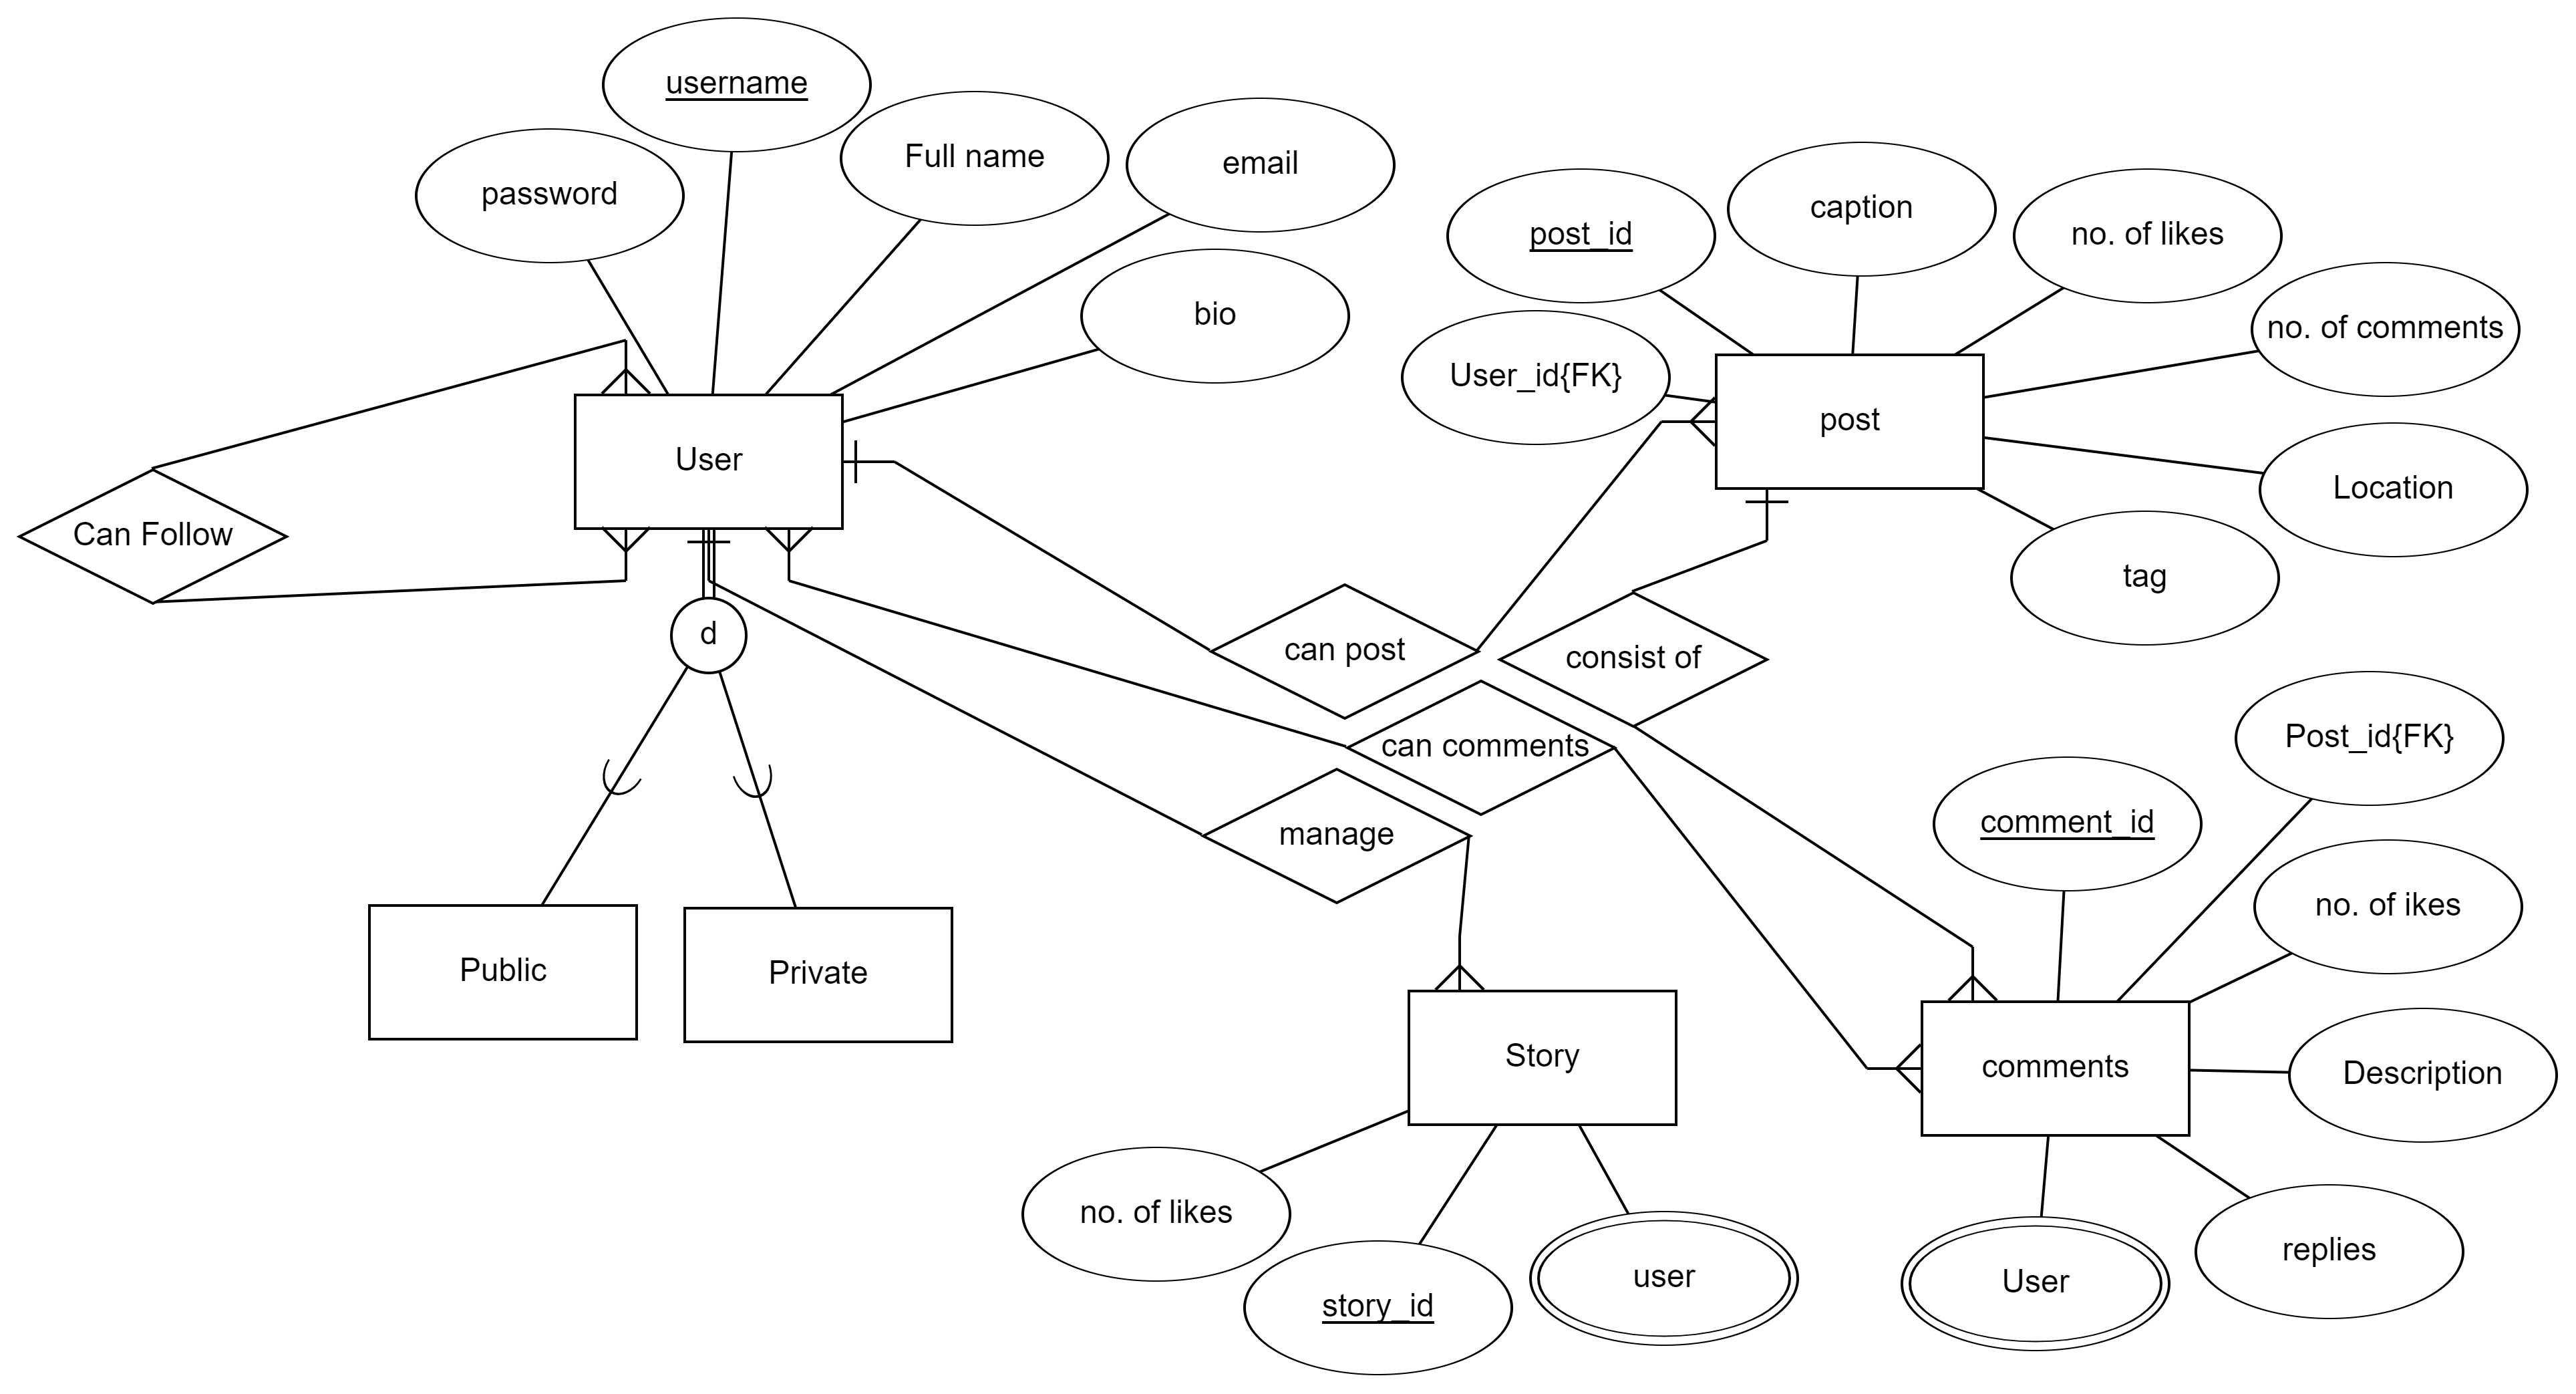 username
Full name
email
password
bio
post_id
caption
no. of likes
no. of comments
User_id{FK}
User
post
Location
Can Follow
tag
d
can post
consist of
can comments
manage
Post_id{FK}
comment_id
no. of ikes
Public
Private
Story
comments
Description
no. of likes
story_id
user
User
replies